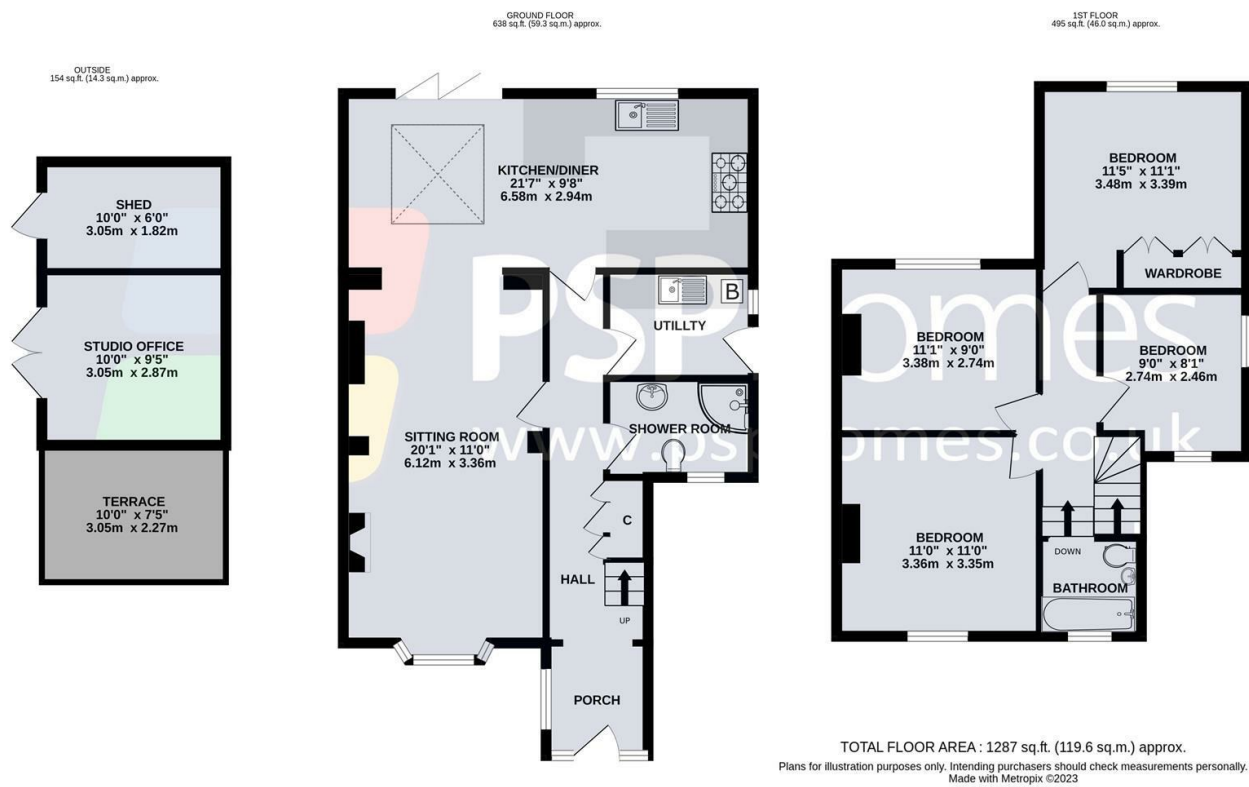 GROUND FLOOR
638 sq.ft. (59.3 sq.m.) approx.
1ST FLOOR
495 sq.ft. (46.0 sq.m.) approx.
OUTSIDE
154 sq.ft. (14.3 sq.m.) approx.
SHED
10'0" x 6'0"
3.05m x 1.82m
STUDIO OFFICE
10'0" x 9'5"
3.05m x 2.87m
TERRACE
10'0" x 7'5"
3.05m x 2.27m
KITCHEN/DINER
21'7" x 9'8"
6.58m x 2.94m
B
UTILLTY
SHOWER ROOM
SITTING ROOM
20'1" x 11'0"
6.12m x 3.36m
C
HALL
UP
PORCH
BEDROOM
11'5" x 11'1"
3.48m x 3.39m
WARDROBE
BEDROOM
11'1" x 9'0"
3.38m x 2.74m
BEDROOM
9'0" x 8'1"
2.74m x 2.46m
BEDROOM
11'0" x 11'0"
3.36m x 3.35m
DOWN
BATHROOM
PSP homes
www.psphomes.co.uk
TOTAL FLOOR AREA : 1287 sq.ft. (119.6 sq.m.) approx.
Plans for illustration purposes only. Intending purchasers should check measurements personally.
Made with Metropix ©2023